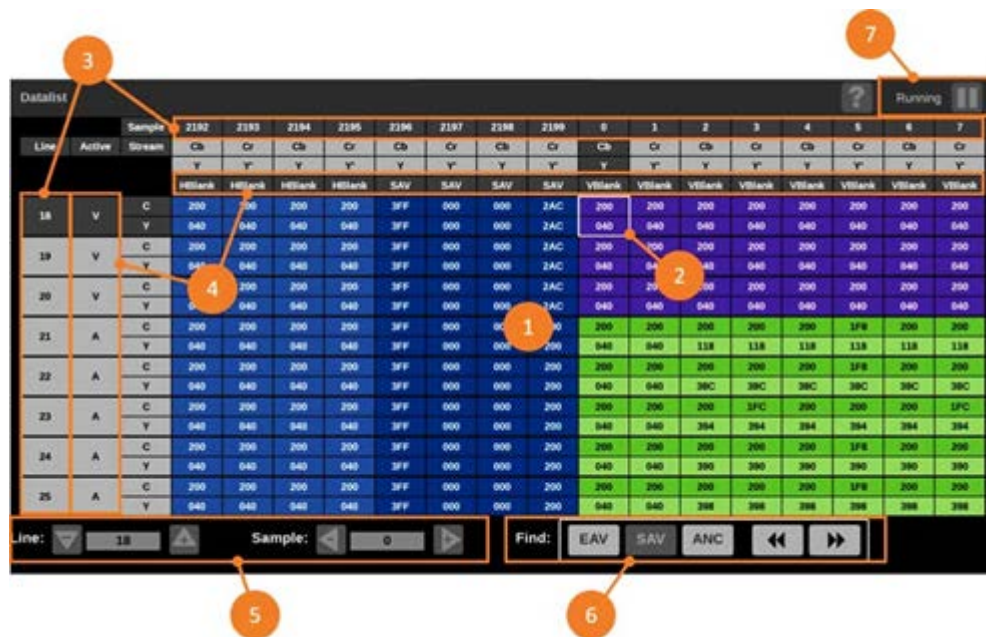 7
3
Datalist ? Running
Sample 2192 2193 2194 2195 2196 2197 2198 2199 0 1 2 3 4 5 6 7
Line Active Stream Cb Cr Cb Cr Cb Cr Cb Cr Cb Cr Cb Cr Cb Cr Cb Cr
Y Y' Y Y' Y Y' Y Y' Y Y' Y Y' Y Y' Y Y'
HBlank HBlank HBlank HBlank SAV SAV SAV SAV VBlank VBlank VBlank VBlank VBlank VBlank VBlank VBlank
18 V C 200 200 200 200 3FF 000 000 2AC 200 200 200 200 200 200 200 200
Y 040 040 040 040 3FF 000 000 2AC 040 040 040 040 040 040 040 040
19 V C 200 200 200 200 3FF 000 000 2AC 200 200 200 200 200 200 200 200
Y 040 040 040 3FF 000 000 2AC 040 040 040 040 040 040 040
4
2
20 V C 200 200 200 3FF 000 000 2AC 200 200 200 200 200 200 200
Y 040 040 040 3FF 000 000 2AC 040 040 040 040 040 040 040 040
1
21 A C 200 200 200 200 3FF 000 200 200 200 200 200 1F8 200 200
Y 040 040 040 040 3FF 000 000 200 040 040 118 118 118 118 118 118
22 A C 200 200 200 200 3FF 000 000 200 200 200 200 200 200 1F8 200 200
Y 040 040 040 040 3FF 000 000 200 040 040 38C 38C 38C 38C 38C 38C
23 A C 200 200 200 200 3FF 000 000 200 200 200 200 1FC 200 200 200 1FC
Y 040 040 040 040 3FF 000 000 200 040 040 394 394 394 394 394 394
24 A C 200 200 200 200 3FF 000 000 200 200 200 200 200 200 1F8 200 200
Y 040 040 040 040 3FF 000 000 200 040 040 390 390 390 390 390 390
25 A C 200 200 200 200 3FF 000 000 200 200 200 200 200 200 1F8 200 200
Y 040 040 040 040 3FF 000 000 200 040 040 398 398 398 398 398 398
Line: 18 Sample: 0 Find: EAV SAV ANC
5
6